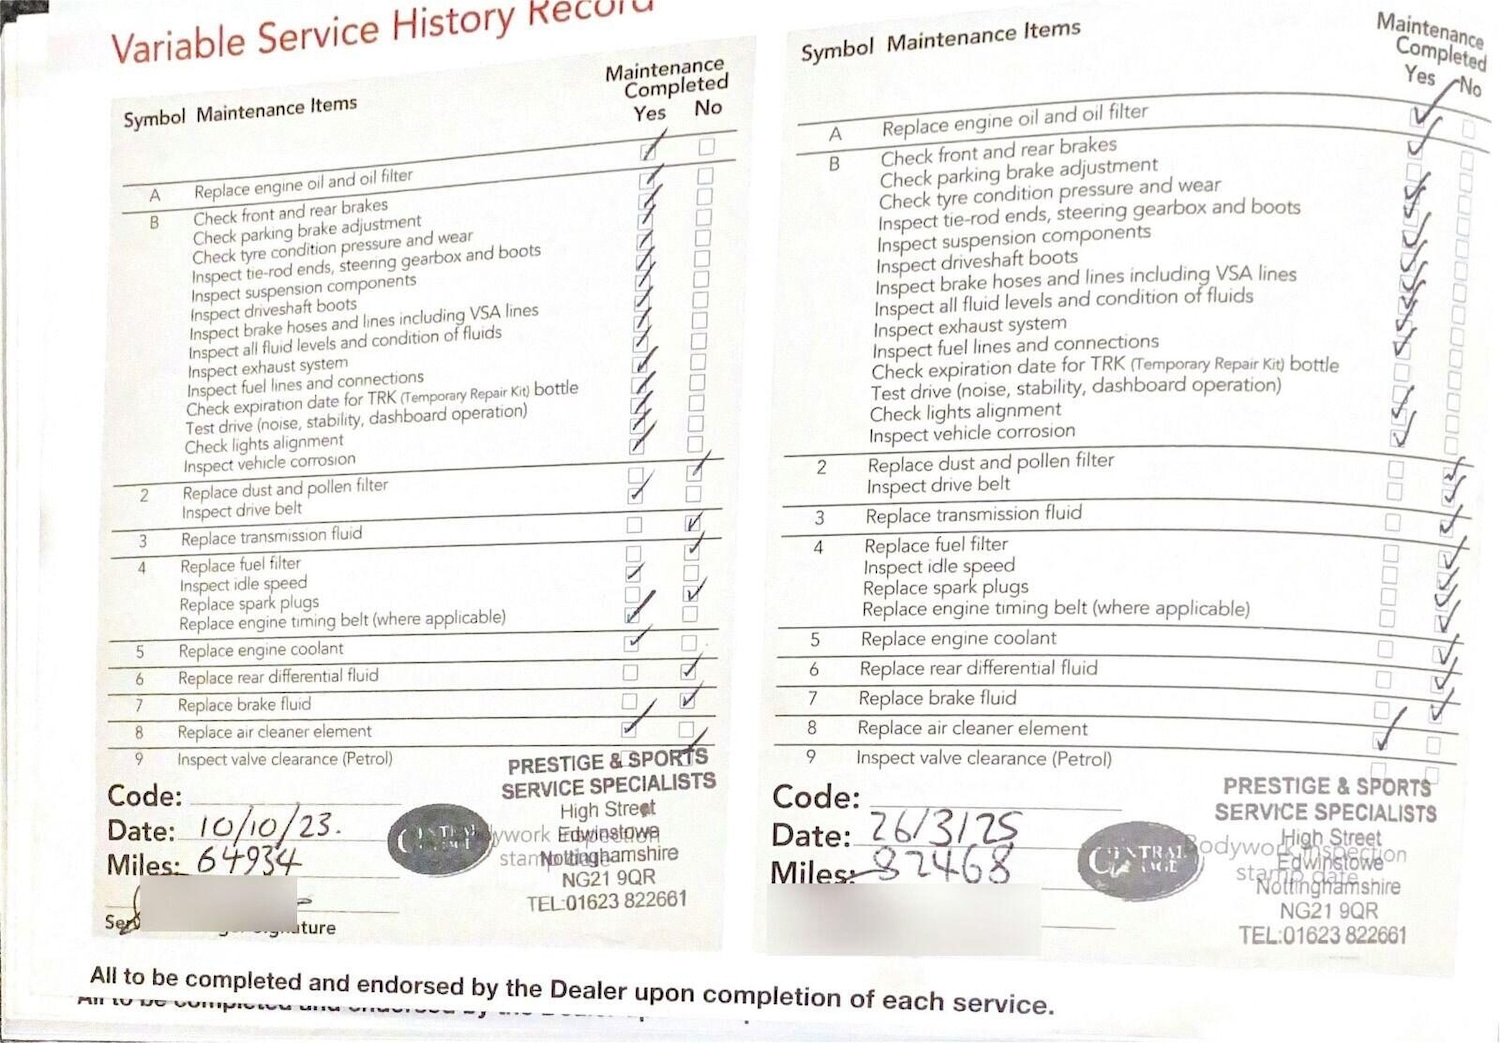 Variable Service History Record
Symbol Maintenance Items
Maintenance
Completed
Yes No
A Replace engine oil and oil filter
B Check front and rear brakes
Check parking brake adjustment
Check tyre condition pressure and wear
Inspect tie-rod ends, steering gearbox and boots
Inspect suspension components
Inspect driveshaft boots
Inspect brake hoses and lines including VSA lines
Inspect all fluid levels and condition of fluids
Inspect exhaust system
Inspect fuel lines and connections
Check expiration date for TRK (Temporary Repair Kit) bottle
Test drive (noise, stability, dashboard operation)
Check lights alignment
Inspect vehicle corrosion
2 Replace dust and pollen filter
Inspect drive belt
3 Replace transmission fluid
4 Replace fuel filter
Inspect idle speed
Replace spark plugs
Replace engine timing belt (where applicable)
5 Replace engine coolant
6 Replace rear differential fluid
7 Replace brake fluid
8 Replace air cleaner element
9 Inspect valve clearance (Petrol)
Code:
Date: 10/10/23.
Miles: 64934
PRESTIGE & SPORTS
SERVICE SPECIALISTS
High Street
Edwinstowe
Nottinghamshire
NG21 9QR
TEL:01623 822661
Symbol Maintenance Items
Maintenance
Completed
Yes No
A Replace engine oil and oil filter
B Check front and rear brakes
Check parking brake adjustment
Check tyre condition pressure and wear
Inspect tie-rod ends, steering gearbox and boots
Inspect suspension components
Inspect driveshaft boots
Inspect brake hoses and lines including VSA lines
Inspect all fluid levels and condition of fluids
Inspect exhaust system
Inspect fuel lines and connections
Check expiration date for TRK (Temporary Repair Kit) bottle
Test drive (noise, stability, dashboard operation)
Check lights alignment
Inspect vehicle corrosion
2 Replace dust and pollen filter
Inspect drive belt
3 Replace transmission fluid
4 Replace fuel filter
Inspect idle speed
Replace spark plugs
Replace engine timing belt (where applicable)
5 Replace engine coolant
6 Replace rear differential fluid
7 Replace brake fluid
8 Replace air cleaner element
9 Inspect valve clearance (Petrol)
Code:
Date: 26/3/25
Miles: 82468
Bodywork Inspection
stamp date
PRESTIGE & SPORTS
SERVICE SPECIALISTS
High Street
Edwinstowe
Nottinghamshire
NG21 9QR
TEL:01623 822661
All to be completed and endorsed by the Dealer upon completion of each service.